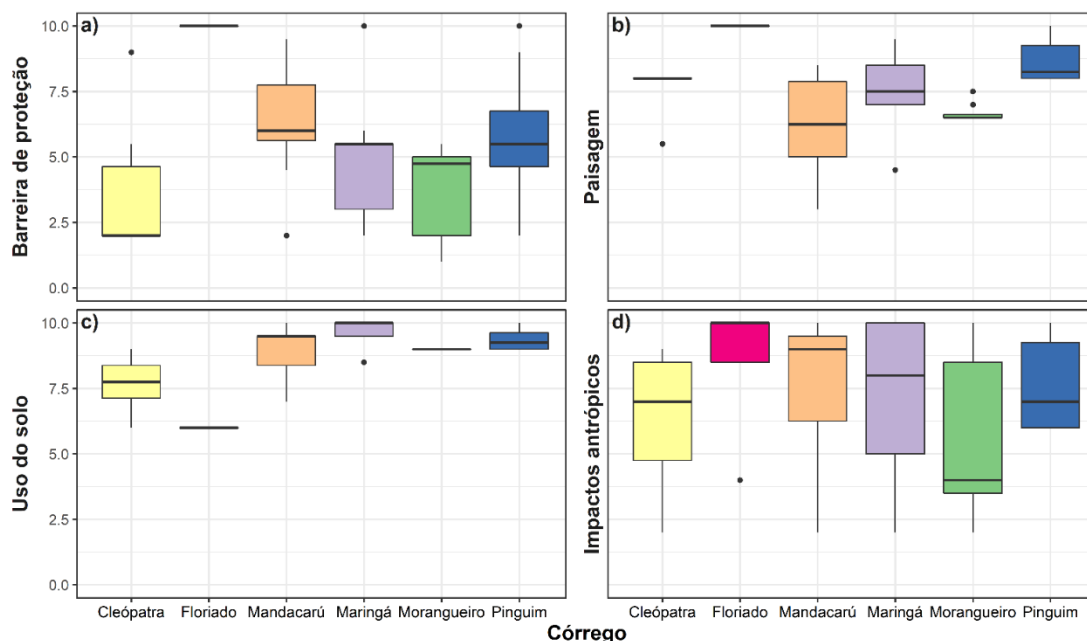 a)
Barreira de proteção
10.0
7.5
5.0
2.5
0.0
b)
Paisagem
c)
Uso do solo
10.0
7.5
5.0
2.5
0.0
d)
Impactos antrópicos
Cleópatra Floriado Mandacarú Maringá Morangueiro Pinguim
Cleópatra Floriado Mandacarú Maringá Morangueiro Pinguim
Córrego